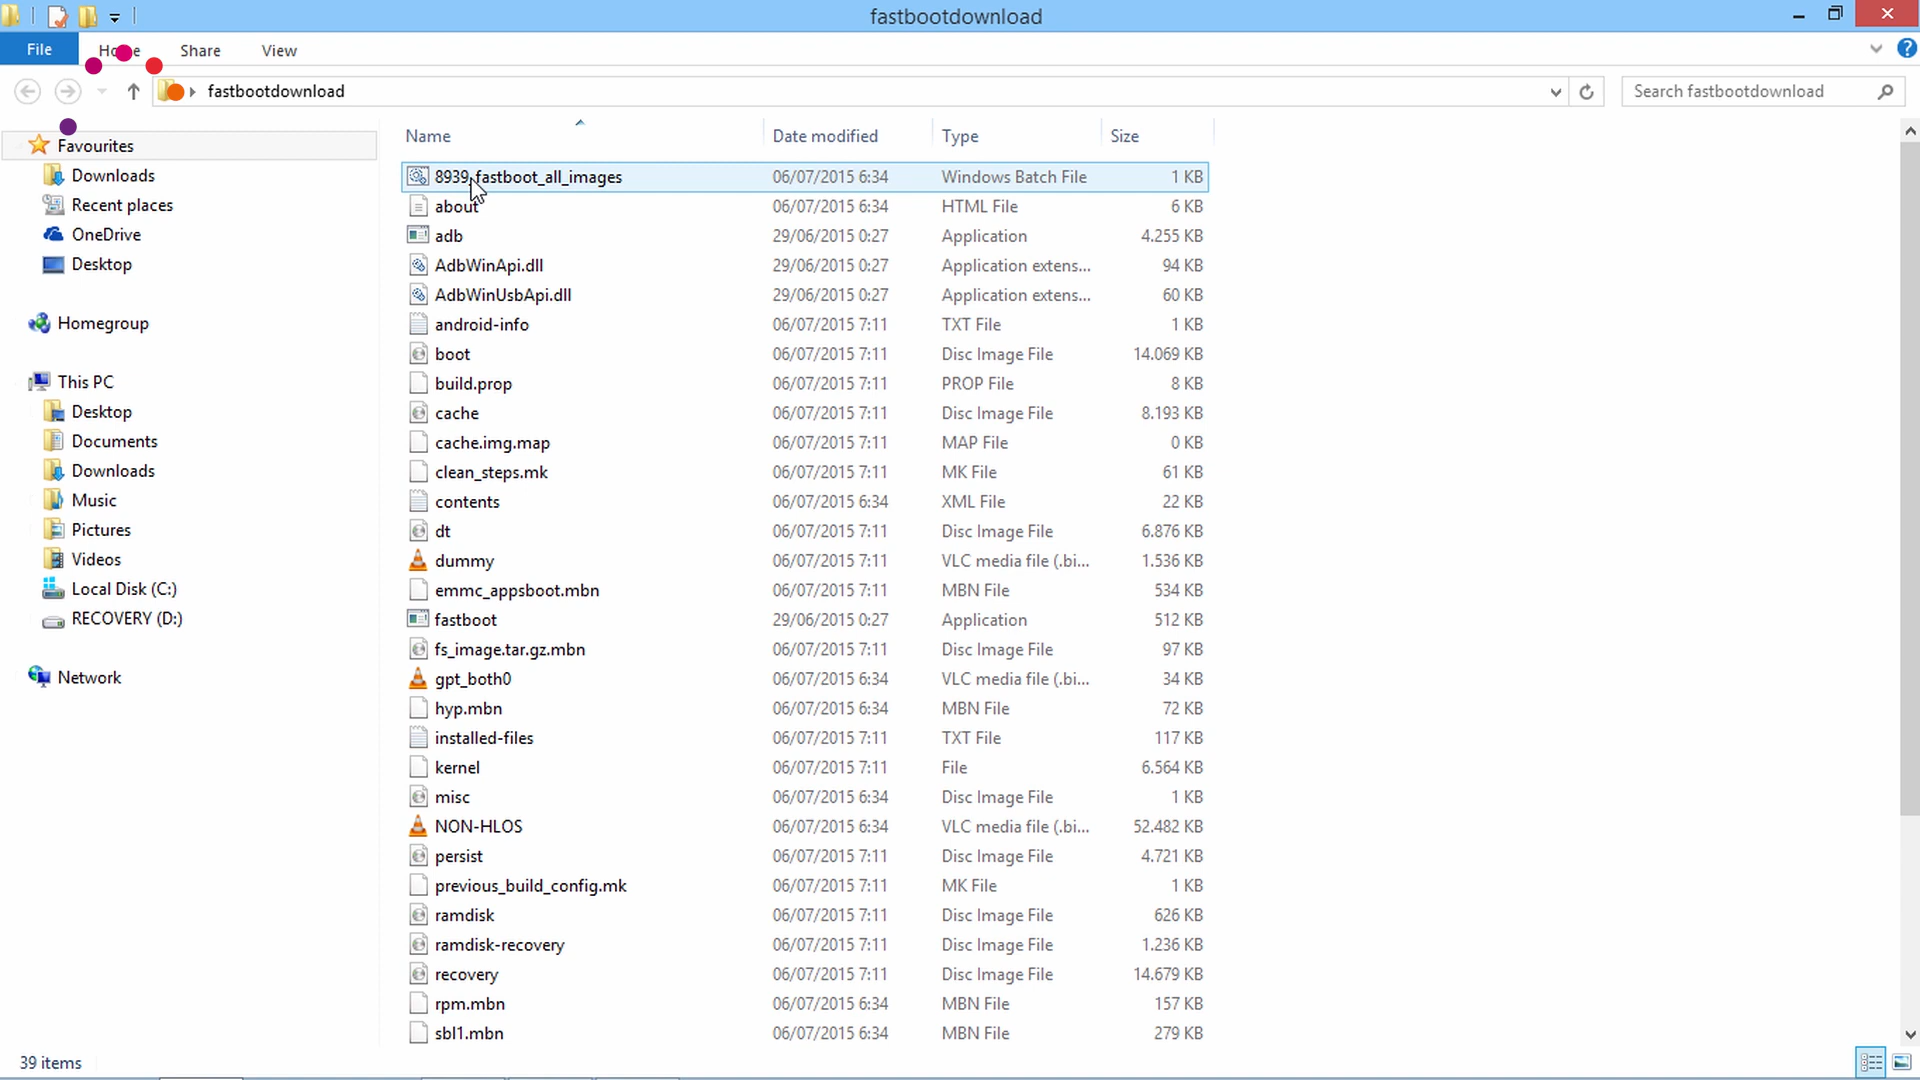 fastbootdownload
File Share View
fastbootdownload Search fastbootdownload
Favourites
Downloads
Recent places
OneDrive
Desktop
Homegroup
This PC
Desktop
Documents
Downloads
Music
Pictures
Videos
Local Disk (C:)
RECOVERY (D:)
Network
Name Date modified Type Size
8939_fastboot_all_images 06/07/2015 6:34 Windows Batch File 1 KB
about 06/07/2015 6:34 HTML File 6 KB
adb 29/06/2015 0:27 Application 4.255 KB
AdbWinApi.dll 29/06/2015 0:27 Application extens... 94 KB
AdbWinUsbApi.dll 29/06/2015 0:27 Application extens... 60 KB
android-info 06/07/2015 7:11 TXT File 1 KB
boot 06/07/2015 7:11 Disc Image File 14.069 KB
build.prop 06/07/2015 7:11 PROP File 8 KB
cache 06/07/2015 7:11 Disc Image File 8.193 KB
cache.img.map 06/07/2015 7:11 MAP File 0 KB
clean_steps.mk 06/07/2015 7:11 MK File 61 KB
contents 06/07/2015 6:34 XML File 22 KB
dt 06/07/2015 7:11 Disc Image File 6.876 KB
dummy 06/07/2015 7:11 VLC media file (.bi... 1.536 KB
emmc_appsboot.mbn 06/07/2015 7:11 MBN File 534 KB
fastboot 29/06/2015 0:27 Application 512 KB
fs_image.tar.gz.mbn 06/07/2015 7:11 Disc Image File 97 KB
gpt_both0 06/07/2015 6:34 VLC media file (.bi... 34 KB
hyp.mbn 06/07/2015 6:34 MBN File 72 KB
installed-files 06/07/2015 7:11 TXT File 117 KB
kernel 06/07/2015 7:11 File 6.564 KB
misc 06/07/2015 6:34 Disc Image File 1 KB
NON-HLOS 06/07/2015 6:34 VLC media file (.bi... 52.482 KB
persist 06/07/2015 7:11 Disc Image File 4.721 KB
previous_build_config.mk 06/07/2015 7:11 MK File 1 KB
ramdisk 06/07/2015 7:11 Disc Image File 626 KB
ramdisk-recovery 06/07/2015 7:11 Disc Image File 1.236 KB
recovery 06/07/2015 7:11 Disc Image File 14.679 KB
rpm.mbn 06/07/2015 6:34 MBN File 157 KB
sbl1.mbn 06/07/2015 6:34 MBN File 279 KB
39 items